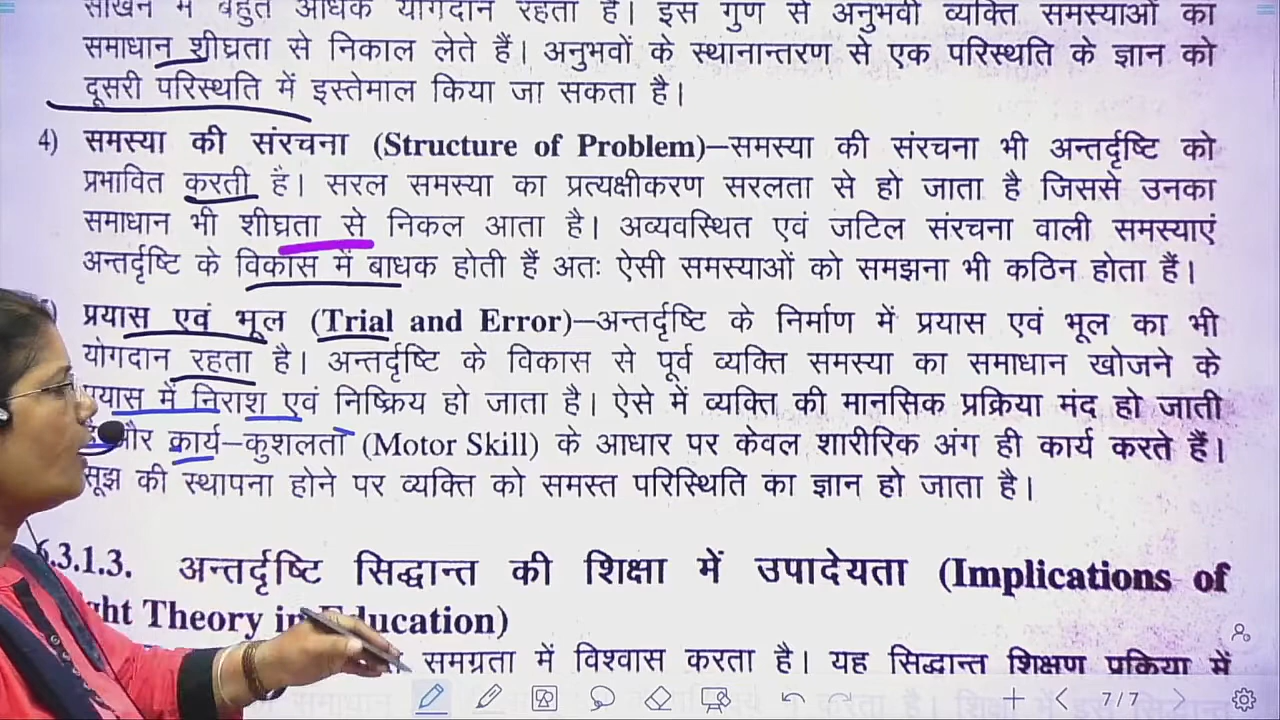 सीखने में बहुत अधिक योगदान रहता है। इस गुण से अनुभवी व्यक्ति समस्याओं का
समाधान शीघ्रता से निकाल लेते हैं। अनुभवों के स्थानान्तरण से एक परिस्थति के ज्ञान को
दूसरी परिस्थति में इस्तेमाल किया जा सकता है।
4) समस्या की संरचना (Structure of Problem)–समस्या की संरचना भी अन्तर्दृष्टि को
प्रभावित करती है। सरल समस्या का प्रत्यक्षीकरण सरलता से हो जाता है जिससे उनका
समाधान भी शीघ्रता से निकल आता है। अव्यवस्थित एवं जटिल संरचना वाली समस्याएं
अन्तर्दृष्टि के विकास में बाधक होती हैं अतः ऐसी समस्याओं को समझना भी कठिन होता हैं।
प्रयास एवं भूल (Trial and Error)–अन्तर्दृष्टि के निर्माण में प्रयास एवं भूल का भी
योगदान रहता है। अन्तर्दृष्टि के विकास से पूर्व व्यक्ति समस्या का समाधान खोजने के
प्रयास में निराश एवं निष्क्रिय हो जाता है। ऐसे में व्यक्ति की मानसिक प्रक्रिया मंद हो जाती
और कार्य–कुशलता (Motor Skill) के आधार पर केवल शारीरिक अंग ही कार्य करते हैं।
सूझ की स्थापना होने पर व्यक्ति को समस्त परिस्थिति का ज्ञान हो जाता है।
6.3.1.3. अन्तर्दृष्टि सिद्धान्त की शिक्षा में उपादेयता (Implications of
ght Theory in Education)
समग्रता में विश्वास करता है। यह सिद्धान्त शिक्षण प्रक्रिया में
7/7